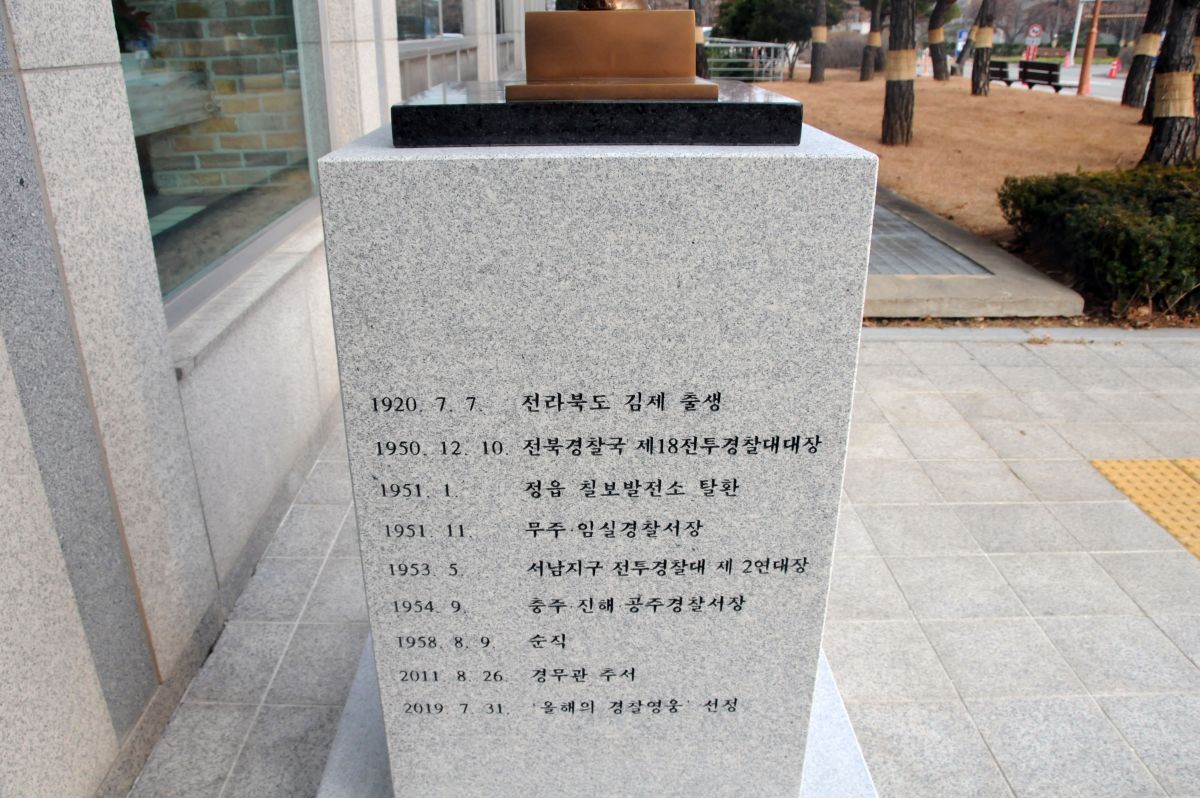 1920. 7. 7. 전라북도 김제 출생
1950. 12. 10. 전북경찰국 제18전투경찰대대장
1951. 1. 정읍 칠보발전소 탈환
1951. 11. 무주·임실경찰서장
1953. 5. 서남지구 전투경찰대 제 2연대장
1954. 9. 충주·진해 공주경찰서장
1958. 8. 9. 순직
2011. 8. 26. 경무관 추서
2019. 7. 31. '올해의 경찰영웅' 선정